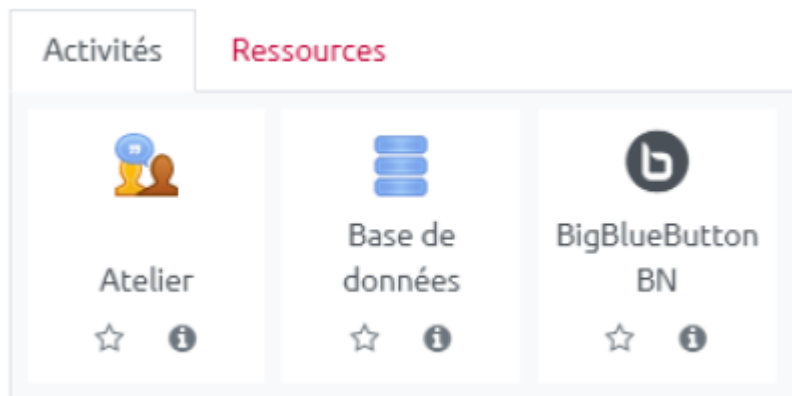 Activités Ressources
Atelier
Base de
données
BigBlueButton
BN